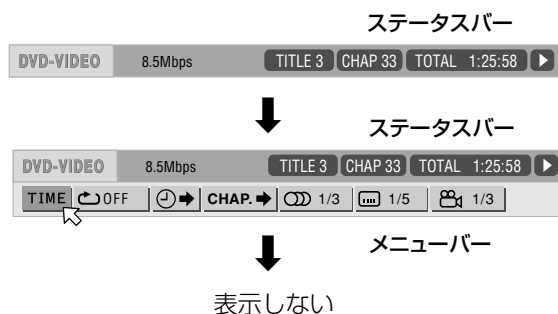 ステータスバー
DVD-VIDEO 8.5Mbps TITLE 3 CHAP 33 TOTAL 1:25:58
ステータスバー
DVD-VIDEO 8.5Mbps TITLE 3 CHAP 33 TOTAL 1:25:58
TIME OFF CHAP. 1/3 1/5 1/3
メニューバー
表示しない